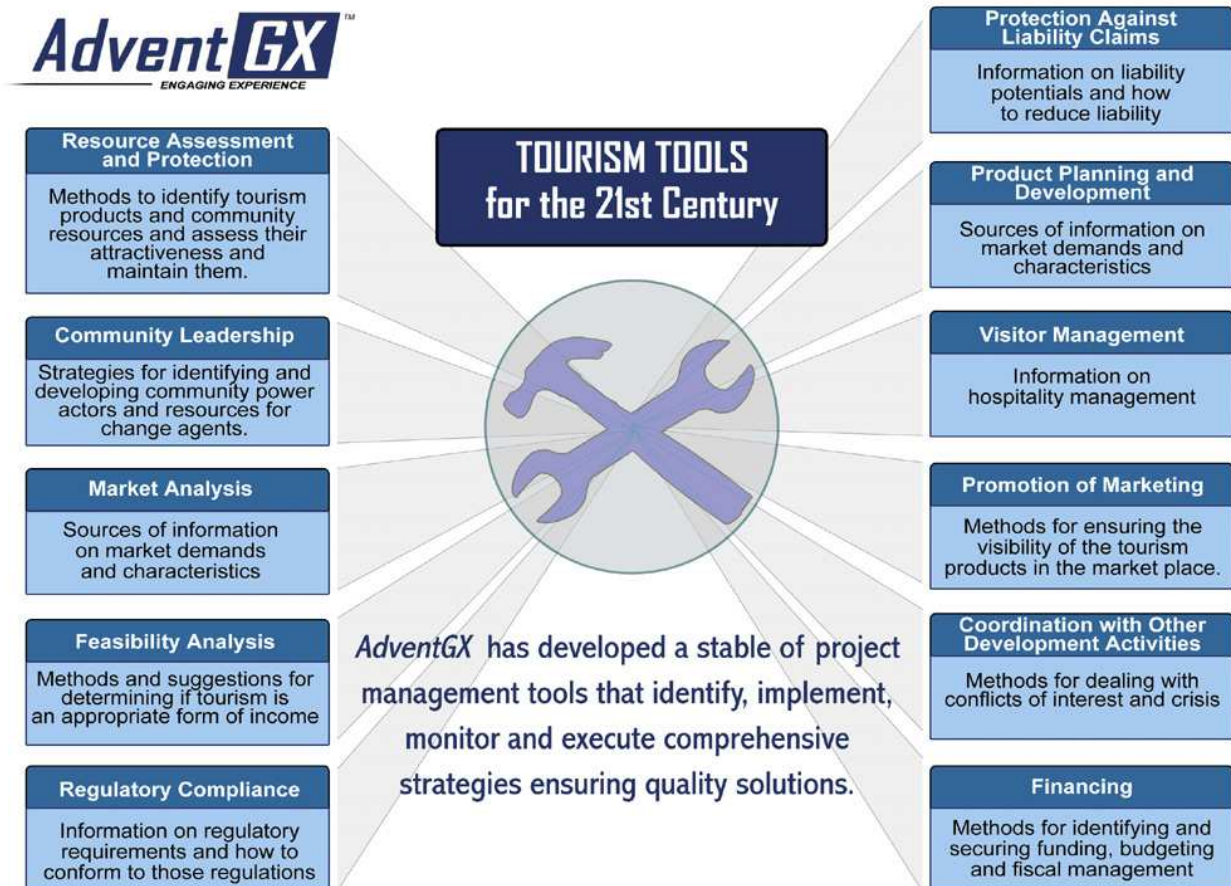 AdventGX™
ENGAGING EXPERIENCE
TOURISM TOOLS
for the 21st Century
Resource Assessment
and Protection
Methods to identify tourism
products and community
resources and assess their
attractiveness and
maintain them.
Community Leadership
Strategies for identifying and
developing community power
actors and resources for
change agents.
Market Analysis
Sources of information
on market demands
and characteristics
Feasibility Analysis
Methods and suggestions for
determining if tourism is
an appropriate form of income
Regulatory Compliance
Information on regulatory
requirements and how to
conform to those regulations
AdventGX has developed a stable of project
management tools that identify, implement,
monitor and execute comprehensive
strategies ensuring quality solutions.
Protection Against
Liability Claims
Information on liability
potentials and how
to reduce liability
Product Planning and
Development
Sources of information on
market demands and
characteristics
Visitor Management
Information on
hospitality management
Promotion of Marketing
Methods for ensuring the
visibility of the tourism
products in the market place.
Coordination with Other
Development Activities
Methods for dealing with
conflicts of interest and crisis
Financing
Methods for identifying and
securing funding, budgeting
and fiscal management